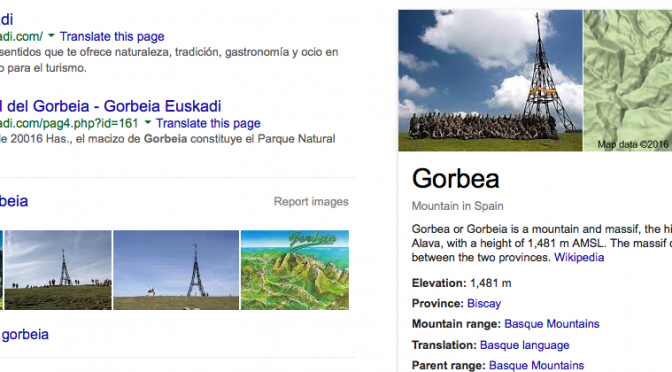 di
adi.com/ Translate this page
sentidos que te ofrece naturaleza, tradición, gastronomía y ocio en
o para el turismo.
l del Gorbeia - Gorbeia Euskadi
adi.com/pag4.php?id=161 Translate this page
de 20016 Has., el macizo de Gorbeia constituye el Parque Natural
beia
Report images
Gorbeia
gorbeia
Map data ©2016
Gorbea
Mountain in Spain
Gorbea or Gorbeia is a mountain and massif, the hi
Alava, with a height of 1,481 m AMSL. The massif
between the two provinces. Wikipedia
Elevation: 1,481 m
Province: Biscay
Mountain range: Basque Mountains
Translation: Basque language
Parent range: Basque Mountains